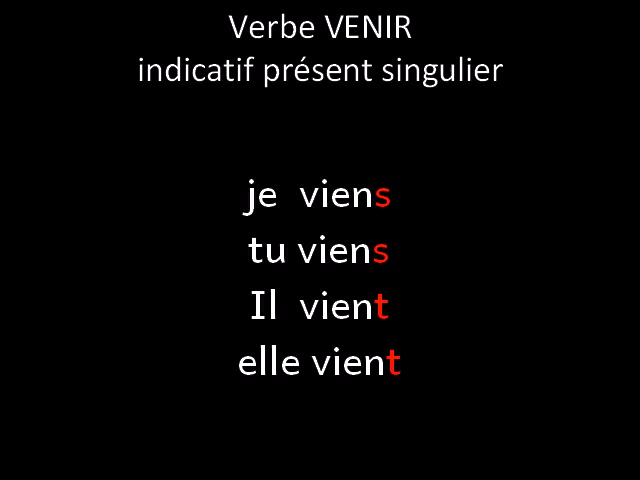 Verbe VENIR
indicatif présent singulier
je viens
tu viens
Il vient
elle vient